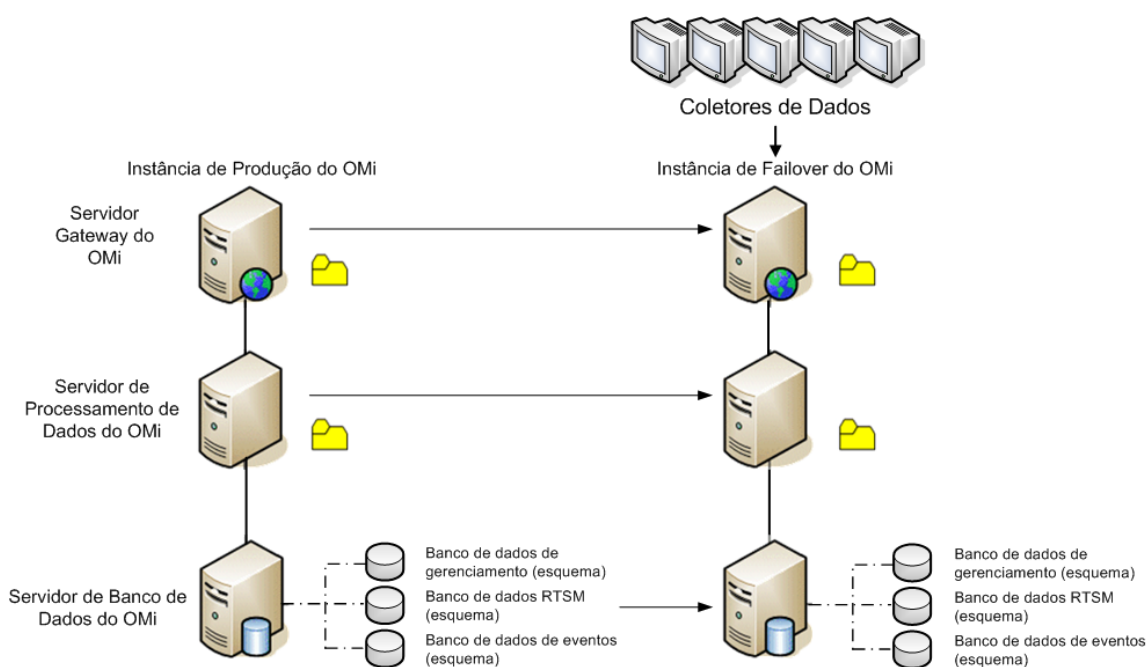 Coletores de Dados
Instância de Produção do OMi
Instância de Failover do OMi
Servidor
Gateway do
OMi
Servidor de
Processamento de
Dados do OMi
Servidor de Banco de
Dados do OMi
Banco de dados de
gerenciamento (esquema)
Banco de dados RTSM
(esquema)
Banco de dados de eventos
(esquema)
Banco de dados de
gerenciamento (esquema)
Banco de dados RTSM
(esquema)
Banco de dados de eventos
(esquema)